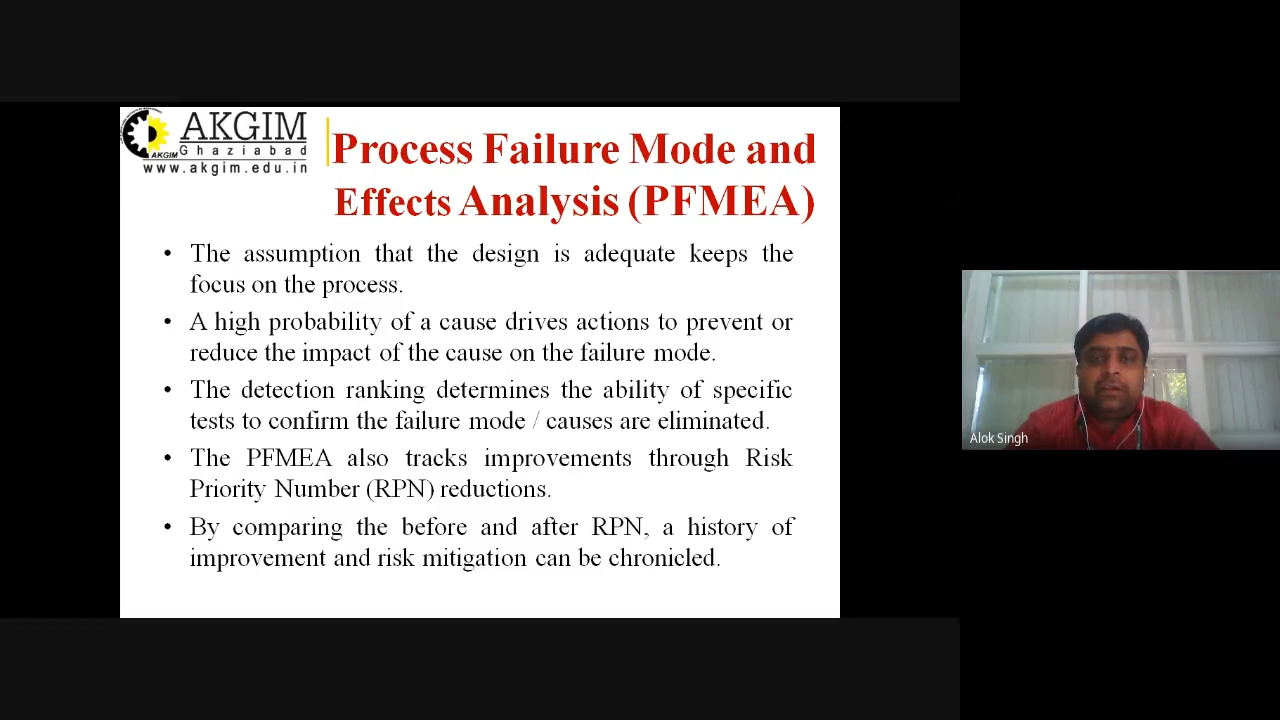 AKGIM
Ghaziabad
www.akgim.edu.in
AKGIM
Process Failure Mode and
Effects Analysis (PFMEA)
• The assumption that the design is adequate keeps the
focus on the process.
• A high probability of a cause drives actions to prevent or
reduce the impact of the cause on the failure mode.
• The detection ranking determines the ability of specific
tests to confirm the failure mode / causes are eliminated.
• The PFMEA also tracks improvements through Risk
Priority Number (RPN) reductions.
• By comparing the before and after RPN, a history of
improvement and risk mitigation can be chronicled.
Alok Singh